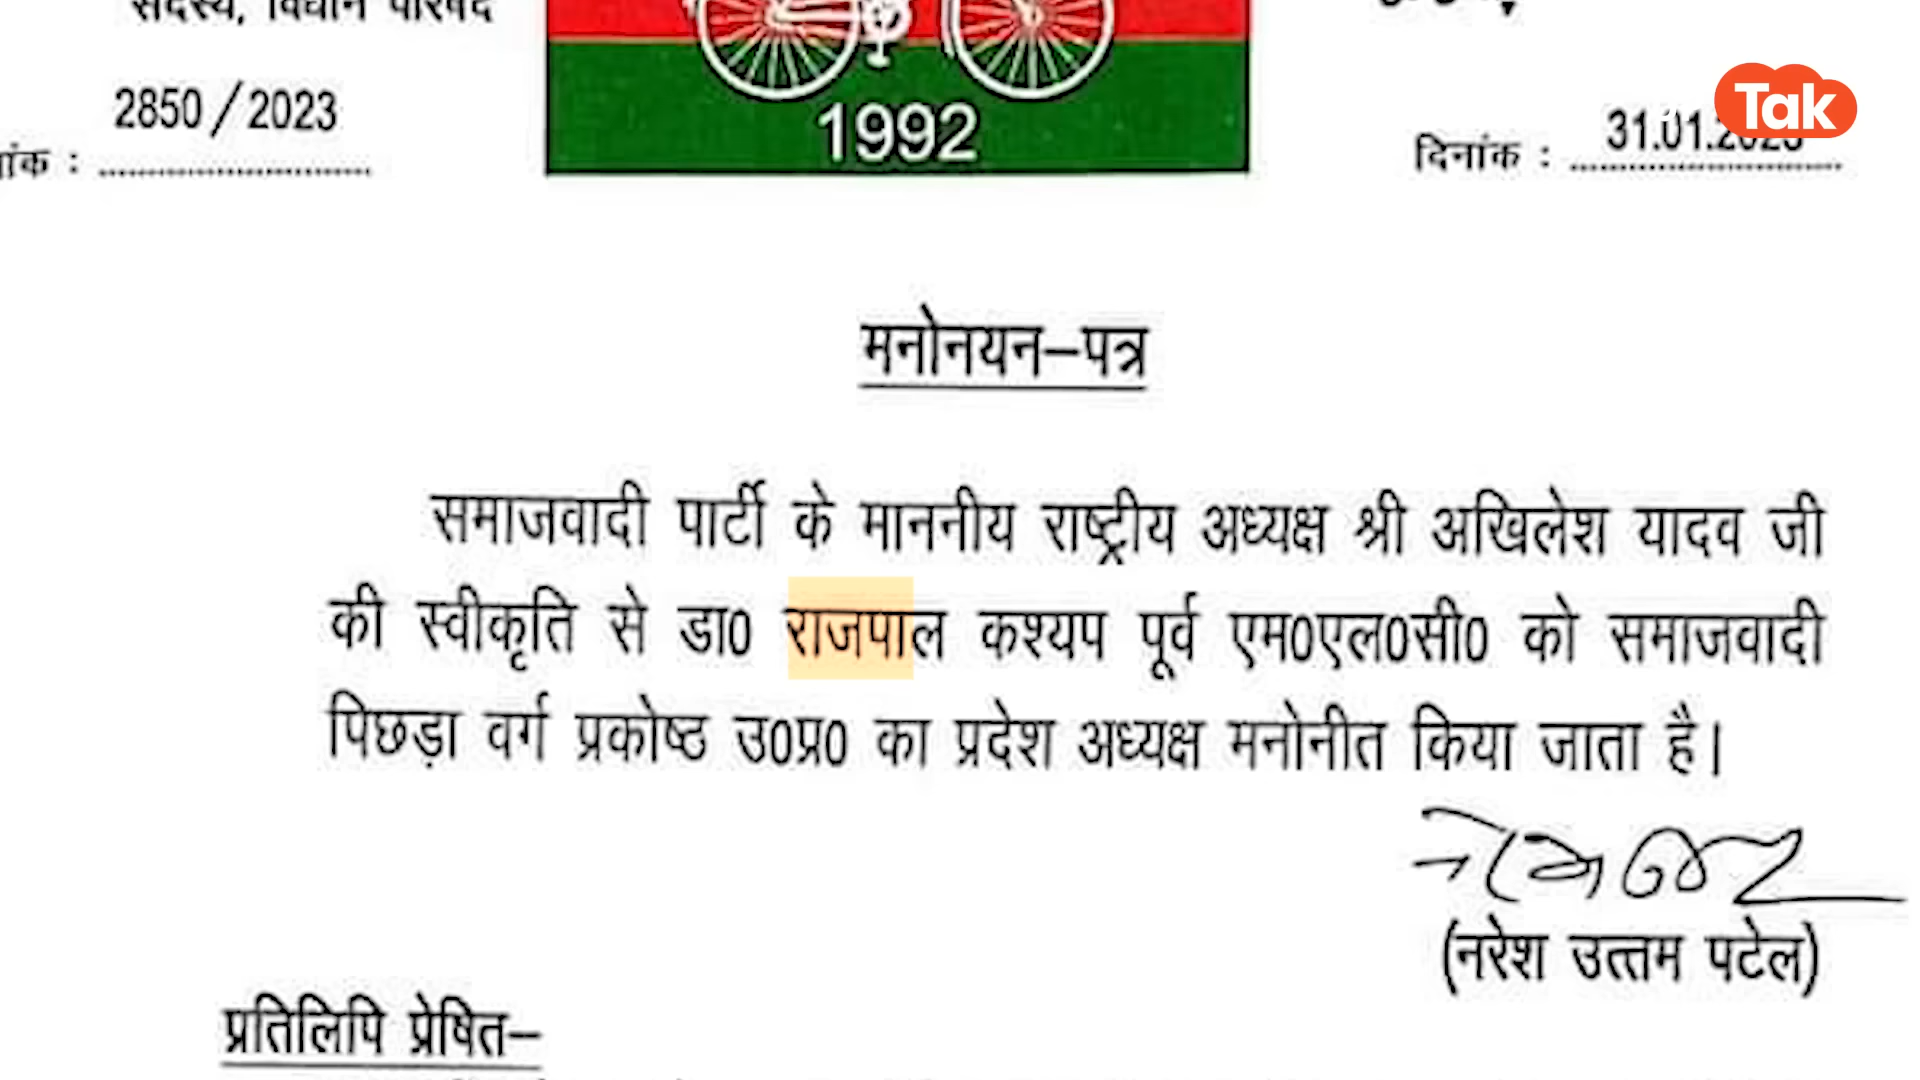 सदस्य, विधान परिषद
2850/2023
दिनांक : 31.01.2023
1992
Tak
मनोनयन–पत्र
समाजवादी पार्टी के माननीय राष्ट्रीय अध्यक्ष श्री अखिलेश यादव जी
की स्वीकृति से डा0 राजपाल कश्यप पूर्व एम0एल0सी0 को समाजवादी
पिछड़ा वर्ग प्रकोष्ठ उ0प्र0 का प्रदेश अध्यक्ष मनोनीत किया जाता है।
(नरेश उत्तम पटेल)
प्रतिलिपि प्रेषित–